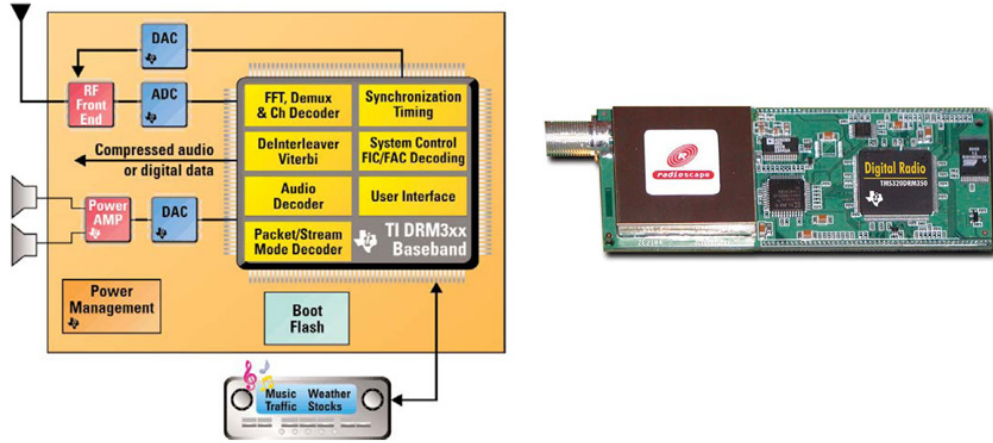 DAC
RF
Front
End
ADC
FFT, Demux
& Ch Decoder
Synchronization
Timing
Compressed audio
or digital data
DeInterleaver
Viterbi
System Control
FIC/FAC Decoding
Audio
Decoder
User Interface
Power
AMP
DAC
Packet/Stream
Mode Decoder
TI DRM3xx
Baseband
Power
Management
Boot
Flash
Music Weather
Traffic Stocks
radioscape
Digital Radio
TMS320DRM350